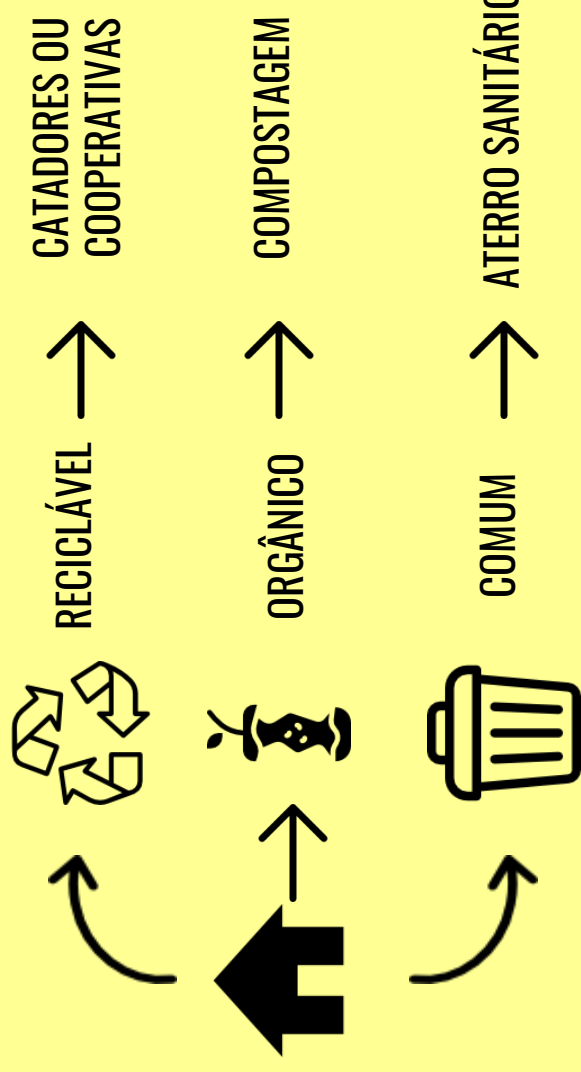 RECICLÁVEL
CATADORES OU
COOPERATIVAS
ORGÂNICO
COMPOSTAGEM
COMUM
ATERRO SANITÁRIO